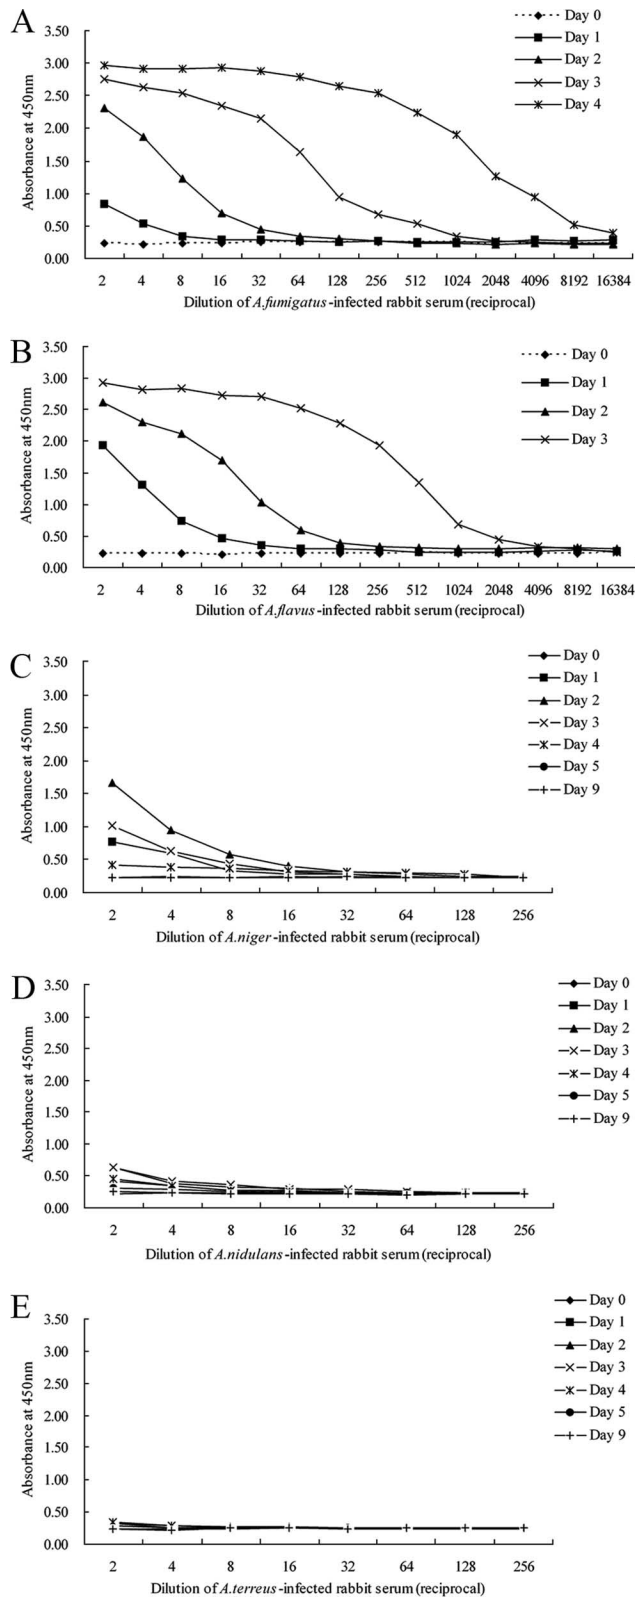 A
Absorbance at 450nm
3.50
3.00
2.50
2.00
1.50
1.00
0.50
0.00
Day 0
Day 1
Day 2
Day 3
Day 4
2 4 8 16 32 64 128 256 512 1024 2048 4096 8192 16384
Dilution of A.fumigatus-infected rabbit serum (reciprocal)
B
Absorbance at 450nm
3.50
3.00
2.50
2.00
1.50
1.00
0.50
0.00
Day 0
Day 1
Day 2
Day 3
2 4 8 16 32 64 128 256 512 1024 2048 4096 8192 16384
Dilution of A.flavus-infected rabbit serum (reciprocal)
C
Absorbance at 450nm
3.50
3.00
2.50
2.00
1.50
1.00
0.50
0.00
Day 0
Day 1
Day 2
Day 3
Day 4
Day 5
Day 9
2 4 8 16 32 64 128 256
Dilution of A.niger-infected rabbit serum (reciprocal)
D
Absorbance at 450nm
3.50
3.00
2.50
2.00
1.50
1.00
0.50
0.00
Day 0
Day 1
Day 2
Day 3
Day 4
Day 5
Day 9
2 4 8 16 32 64 128 256
Dilution of A.nidulans-infected rabbit serum (reciprocal)
E
Absorbance at 450nm
3.50
3.00
2.50
2.00
1.50
1.00
0.50
0.00
Day 0
Day 1
Day 2
Day 3
Day 4
Day 5
Day 9
2 4 8 16 32 64 128 256
Dilution of A.terreus-infected rabbit serum (reciprocal)